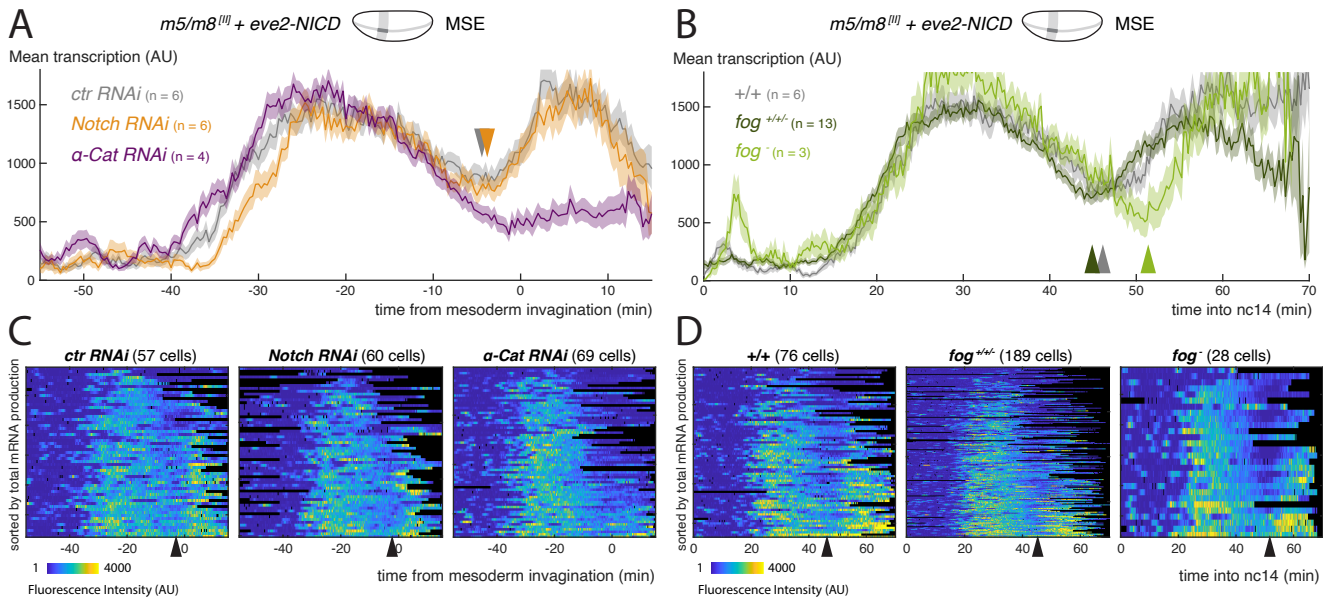 A
m5/m8 [II] + eve2-NICD MSE
Mean transcription (AU)
1500
1000
500
0
ctr RNAi (n = 6)
Notch RNAi (n = 6)
α-Cat RNAi (n = 4)
-50 -40 -30 -20 -10 0 10
time from mesoderm invagination (min)
B
m5/m8 [II] + eve2-NICD MSE
Mean transcription (AU)
1500
1000
500
0
+/+ (n = 6)
fog +/+/- (n = 13)
fog - (n = 3)
0 10 20 30 40 50 60 70
time into nc14 (min)
C
ctr RNAi (57 cells) Notch RNAi (60 cells) α-Cat RNAi (69 cells)
sorted by total mRNA production
-40 -20 0 -40 -20 0 -40 -20 0
1 4000
Fluorescence Intensity (AU)
time from mesoderm invagination (min)
D
+/+ (76 cells) fog +/+/- (189 cells) fog - (28 cells)
sorted by total mRNA production
0 20 40 60 0 20 40 60 0 20 40 60
1 4000
Fluorescence Intensity (AU)
time into nc14 (min)